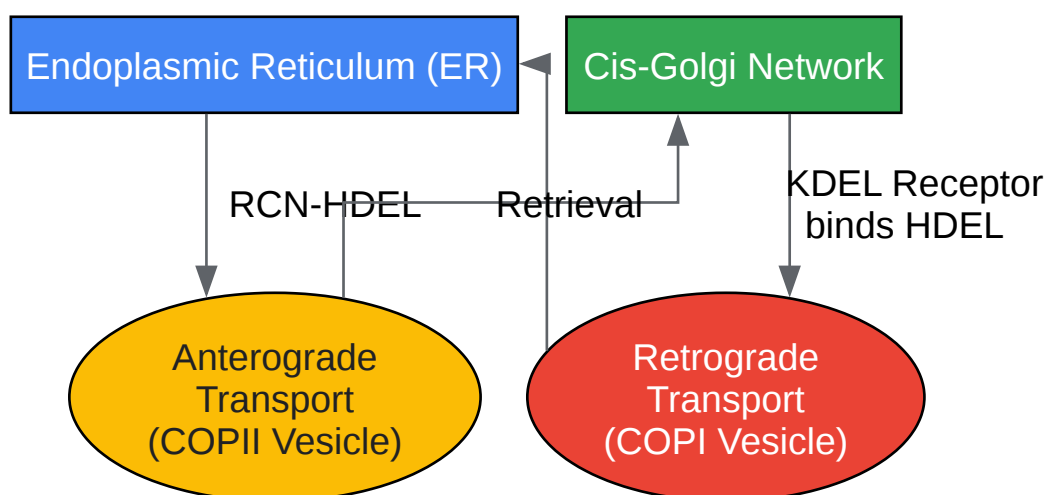 Endoplasmic Reticulum (ER)
Cis-Golgi Network
RCN-HDEL
Retrieval
KDEL Receptor
binds HDEL
Anterograde
Transport
(COPII Vesicle)
Retrograde
Transport
(COPI Vesicle)